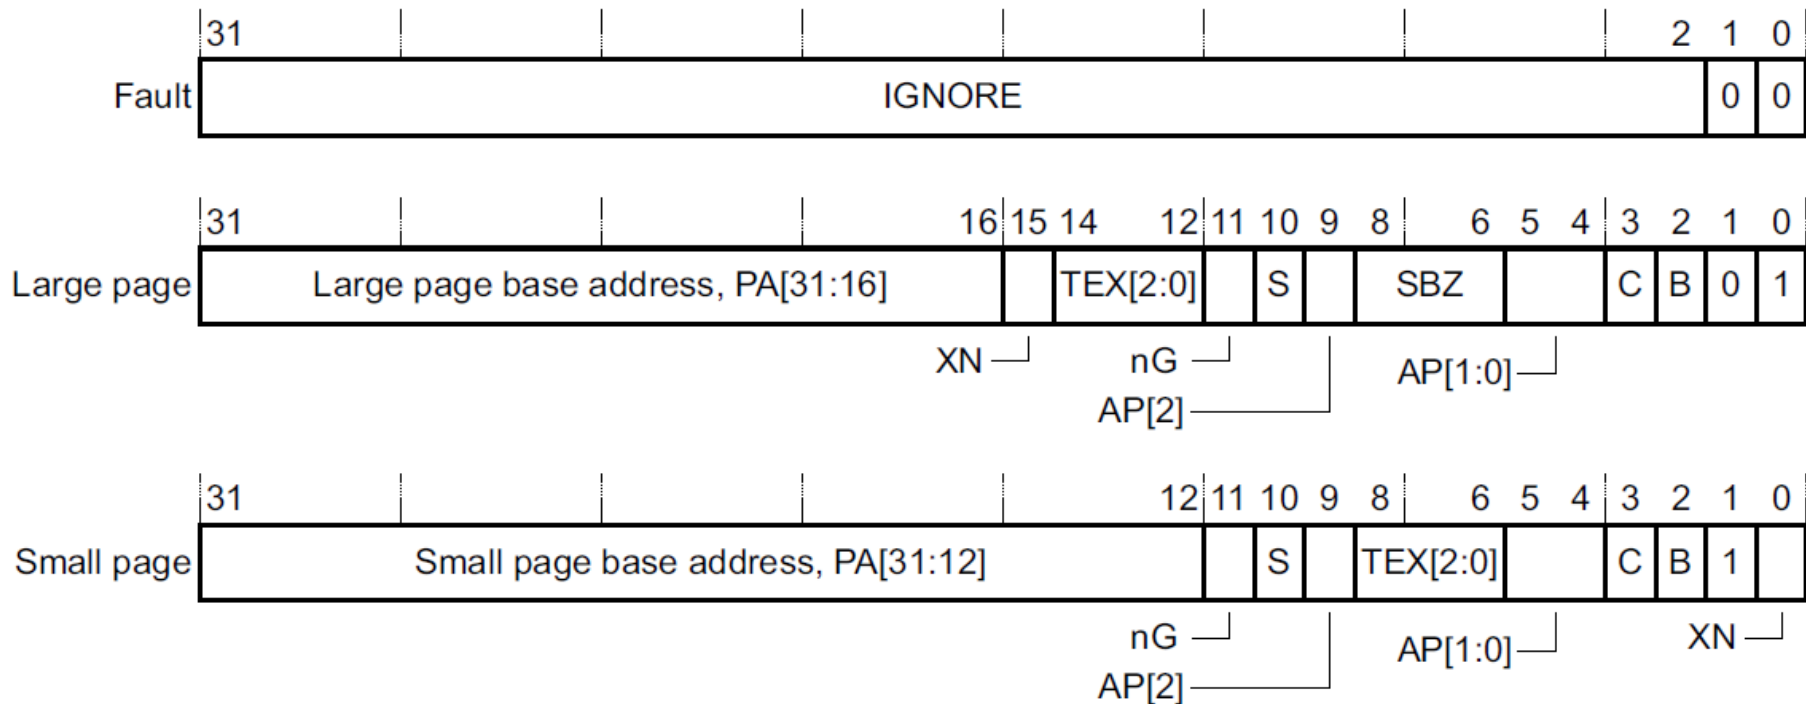 31 2 1 0
Fault IGNORE 0 0
31 16 15 14 12 11 10 9 8 6 5 4 3 2 1 0
Large page Large page base address, PA[31:16] TEX[2:0] S SBZ C B 0 1
XN nG AP[1:0]
AP[2]
31 12 11 10 9 8 6 5 4 3 2 1 0
Small page Small page base address, PA[31:12] S TEX[2:0] C B 1
nG AP[1:0] XN
AP[2]